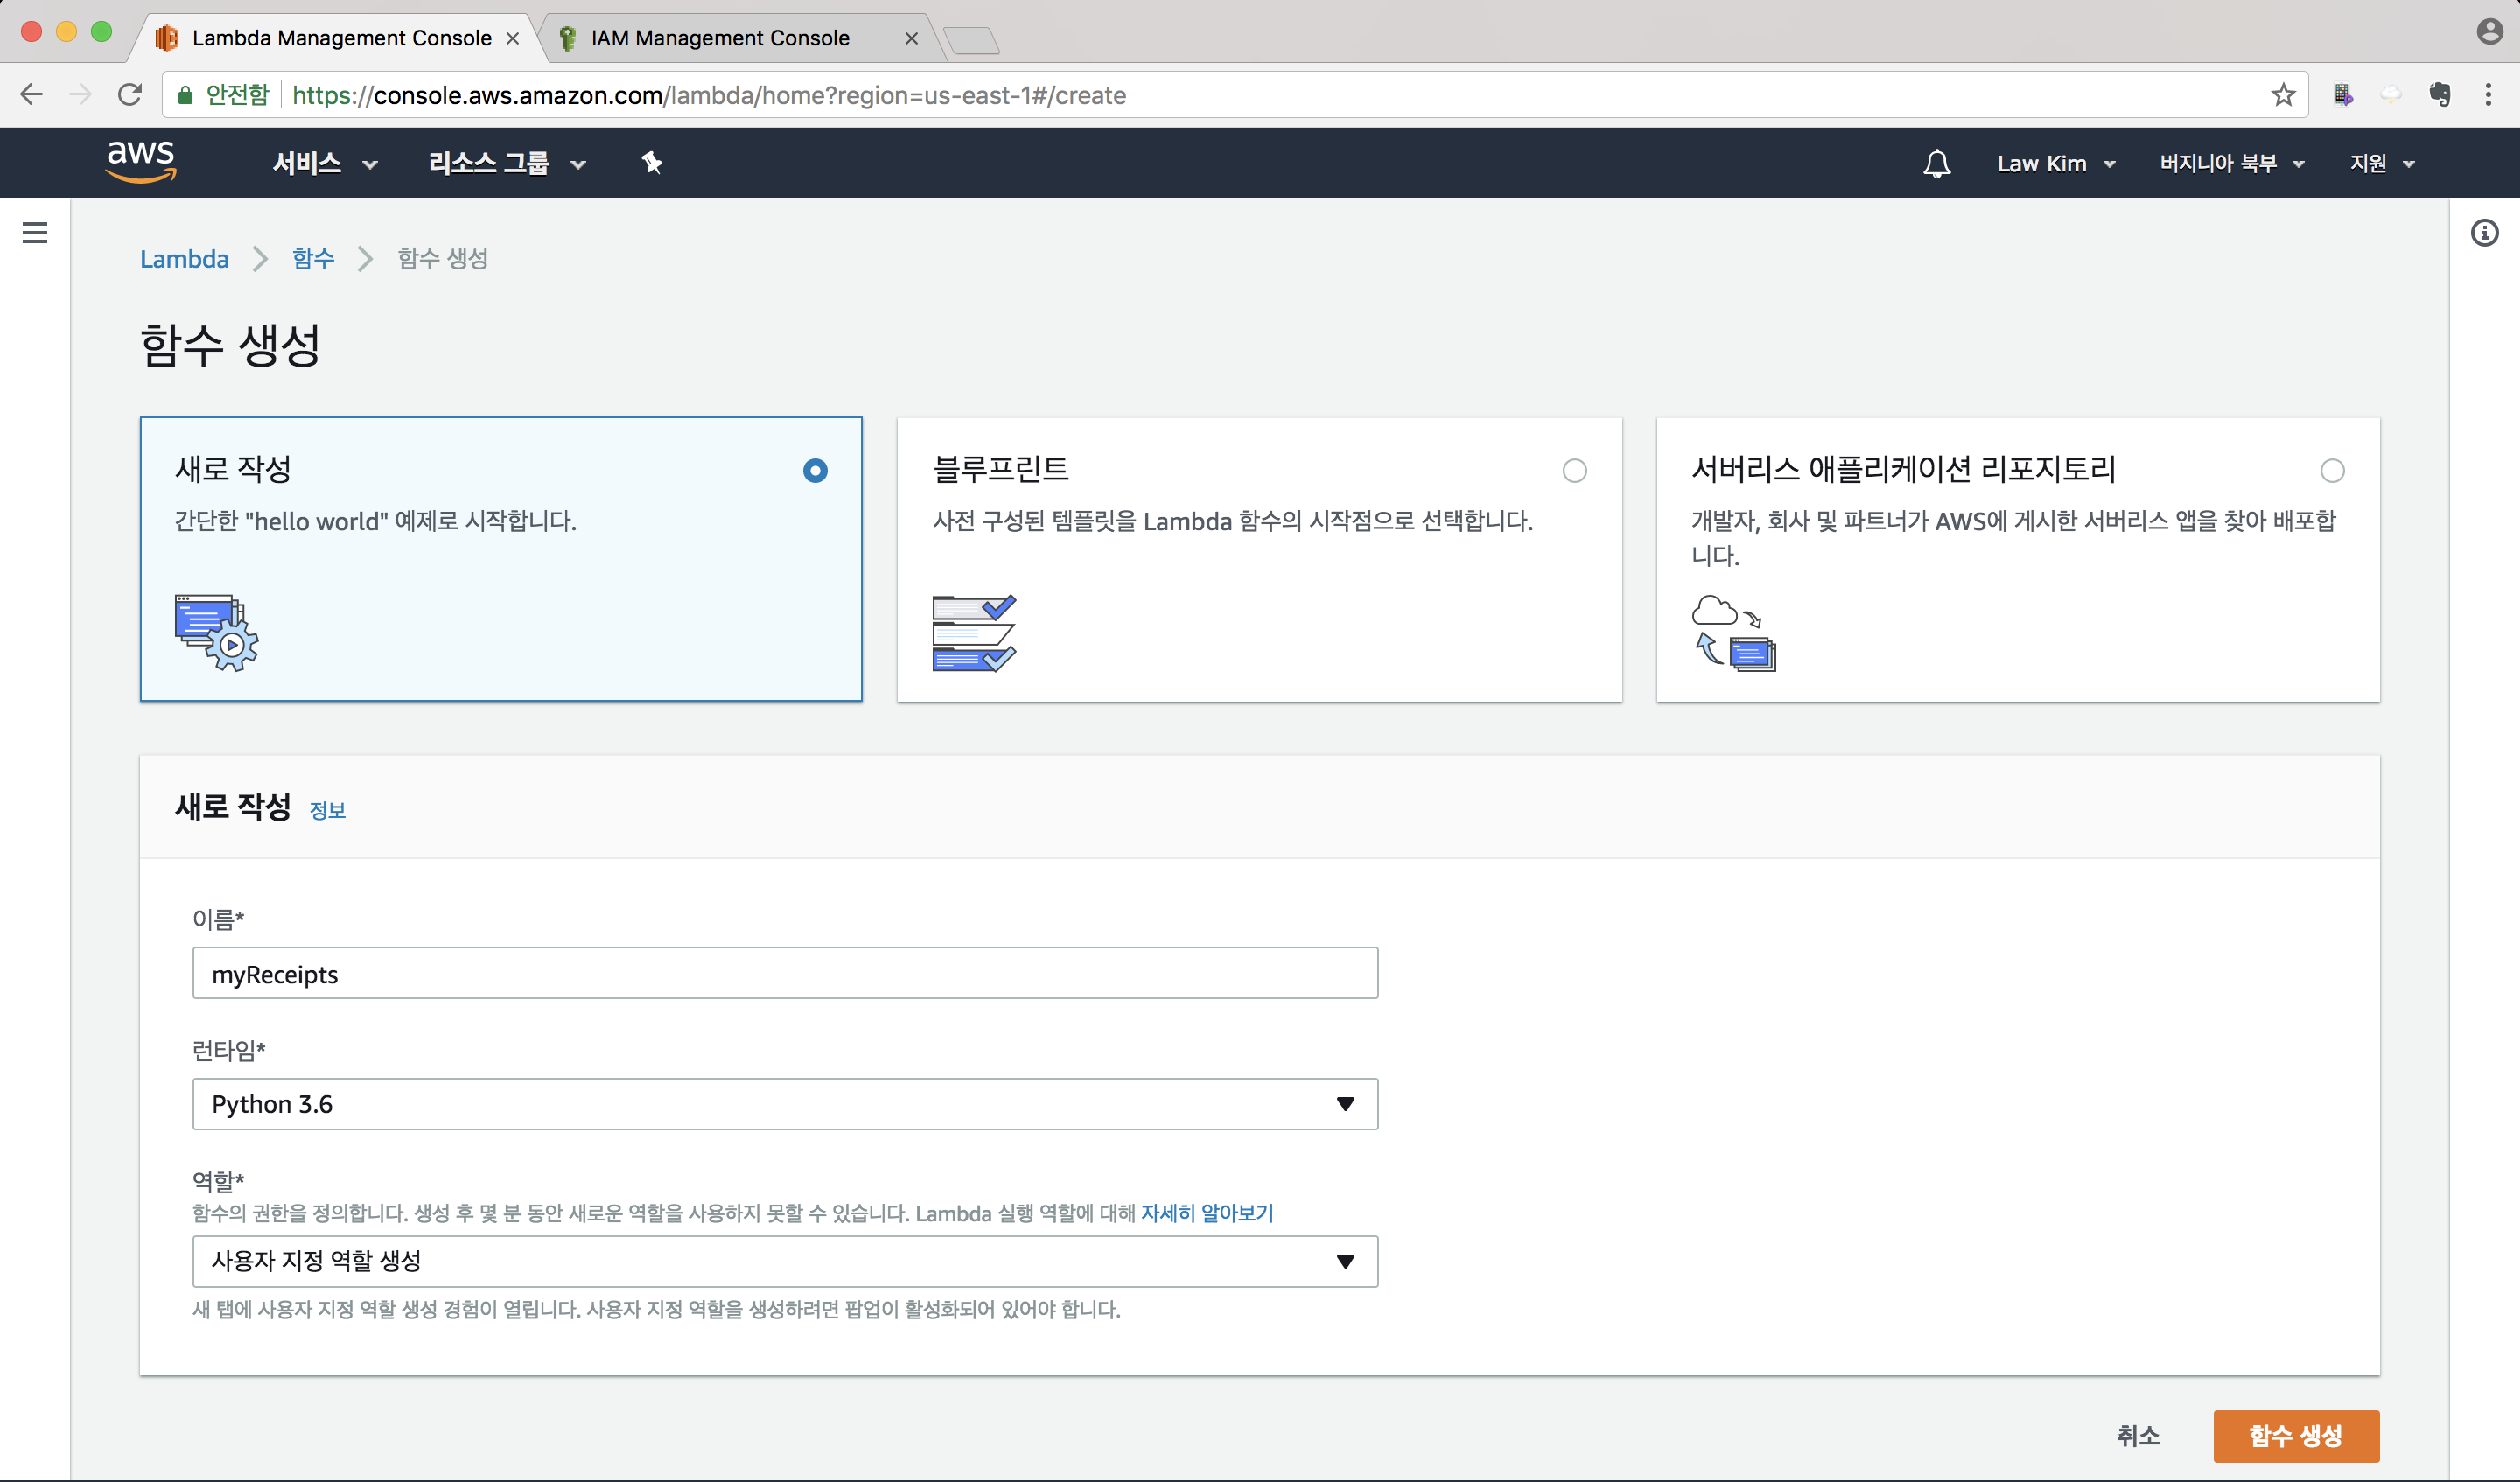 Lambda Management Console
IAM Management Console
안전함 https://console.aws.amazon.com/lambda/home?region=us-east-1#/create
aws 서비스 리소스 그룹 Law Kim 버지니아 북부 지원
Lambda 함수 함수 생성
함수 생성
새로 작성
간단한 "hello world" 예제로 시작합니다.
블루프린트
사전 구성된 템플릿을 Lambda 함수의 시작점으로 선택합니다.
서버리스 애플리케이션 리포지토리
개발자, 회사 및 파트너가 AWS에 게시한 서버리스 앱을 찾아 배포합
니다.
새로 작성 정보
이름*
myReceipts
런타임*
Python 3.6
역할*
함수의 권한을 정의합니다. 생성 후 몇 분 동안 새로운 역할을 사용하지 못할 수 있습니다. Lambda 실행 역할에 대해 자세히 알아보기
사용자 지정 역할 생성
새 탭에 사용자 지정 역할 생성 경험이 열립니다. 사용자 지정 역할을 생성하려면 팝업이 활성화되어 있어야 합니다.
취소 함수 생성